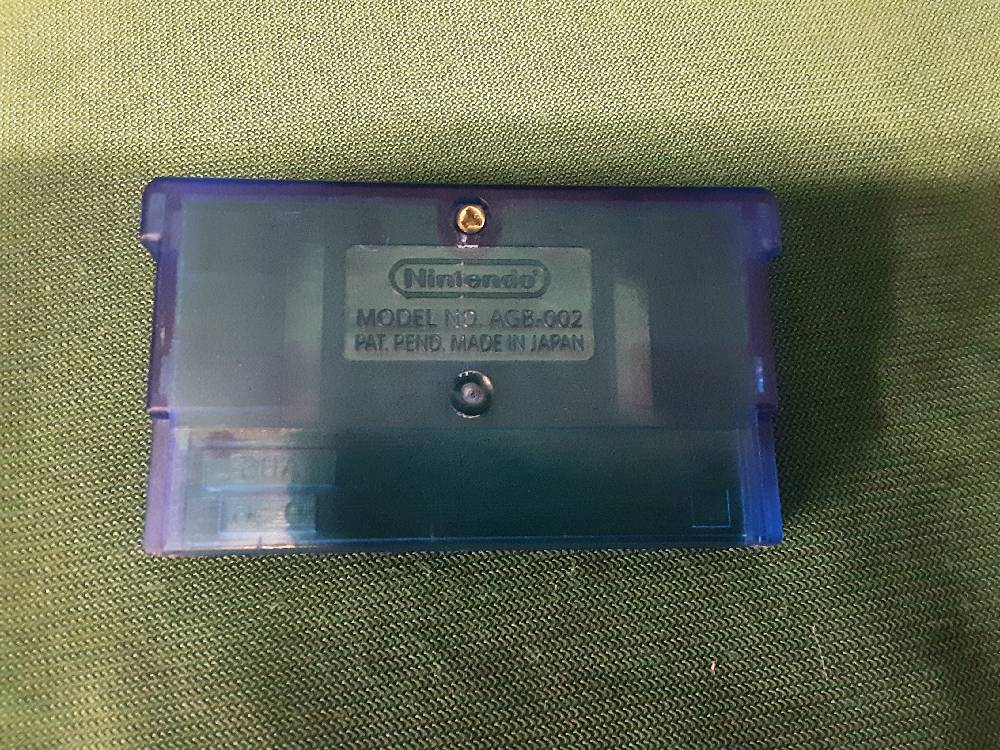 Nintendo
MODEL NO. AGB-002
PAT. PEND. MADE IN JAPAN